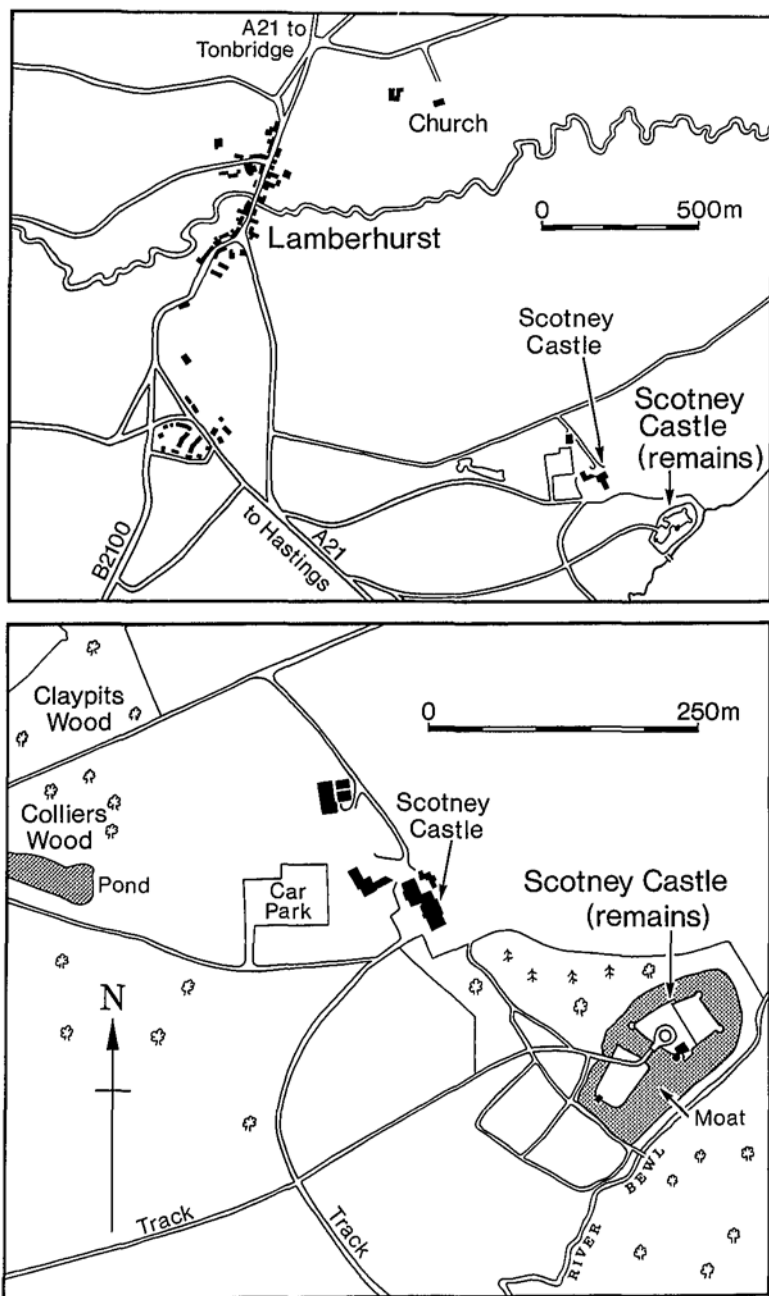 A21 to
Tonbridge
Church
0 500m
Lamberhurst
Scotney
Castle
Scotney
Castle
(remains)
B2100
A21
to Hastings
Claypits
Wood
0 250m
Colliers
Wood
Scotney
Castle
Pond
Car
Park
Scotney Castle
(remains)
N
Moat
Track
Track
RIVER BEWL